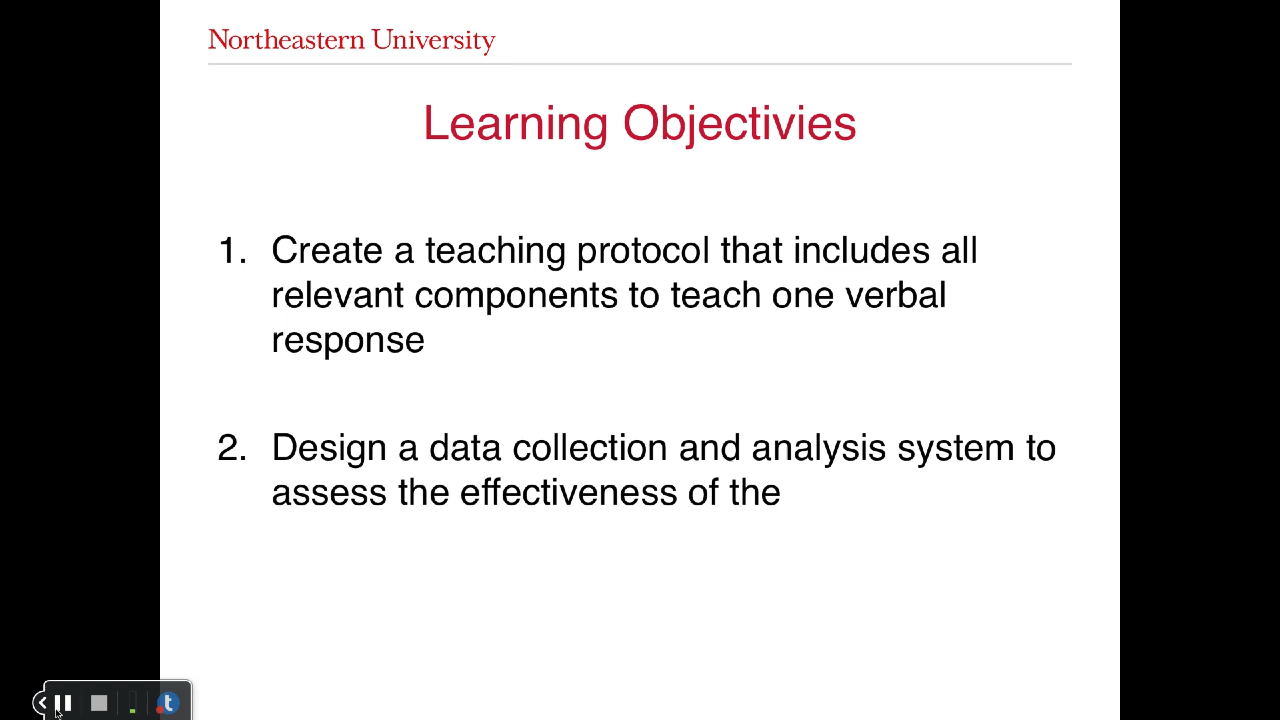 Northeastern University
Learning Objectivies
1. Create a teaching protocol that includes all
relevant components to teach one verbal
response
2. Design a data collection and analysis system to
assess the effectiveness of the
t